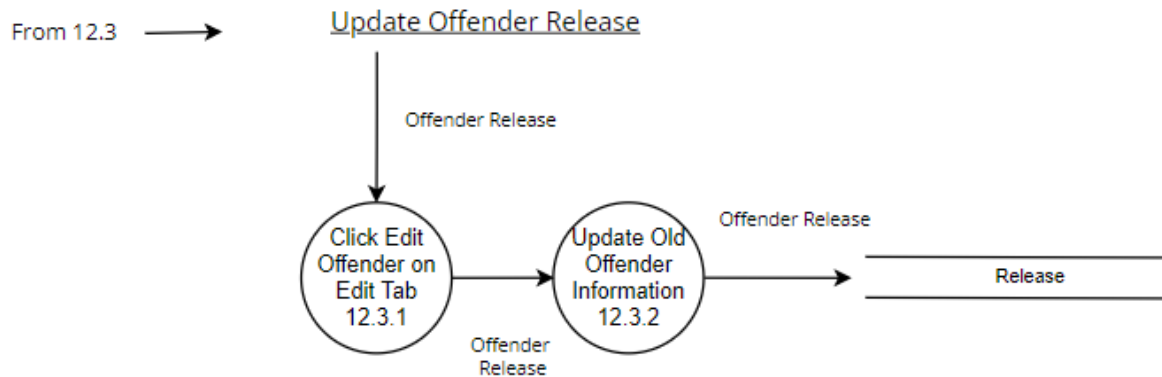 From 12.3
Update Offender Release
Offender Release
Click Edit
Offender on
Edit Tab
12.3.1
Offender
Release
Update Old
Offender
Information
12.3.2
Offender Release
Release